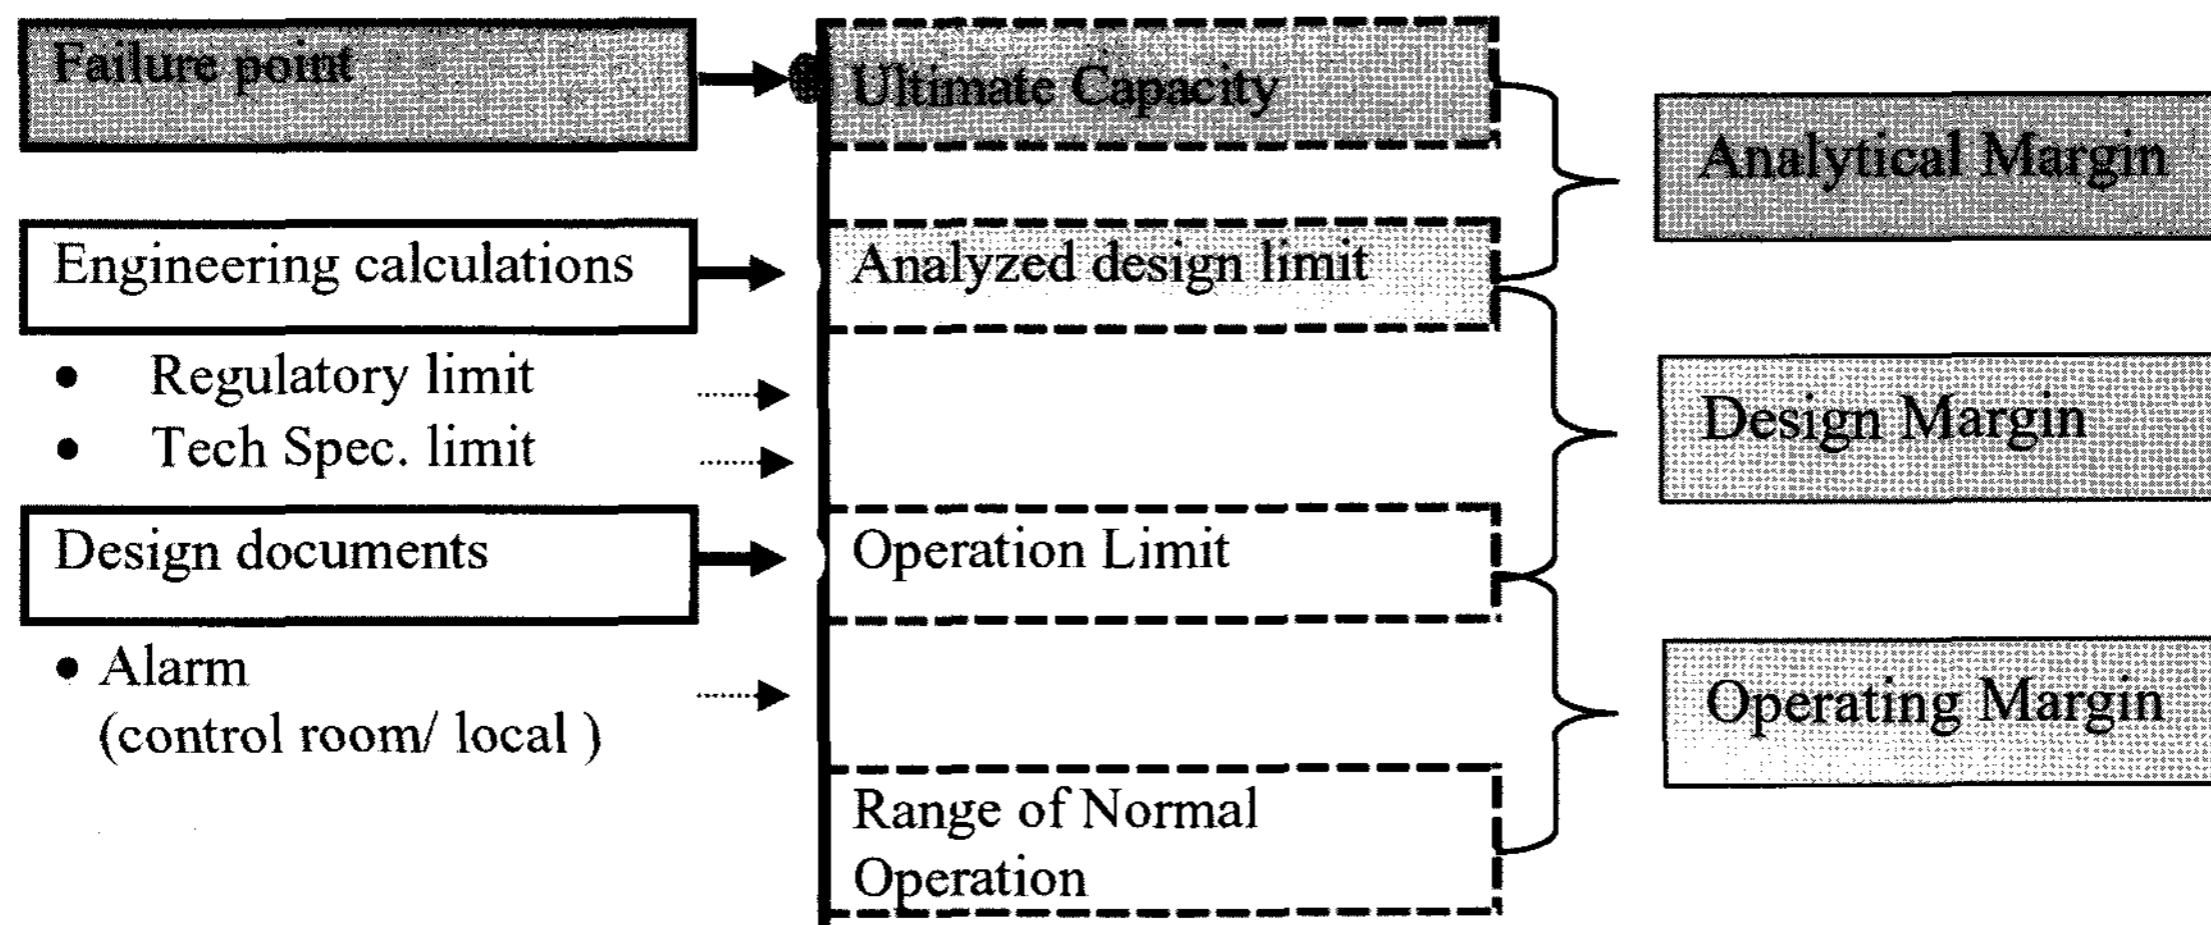 Failure point
Ultimate Capacity
Analytical Margin
Engineering calculations
Analyzed design limit
• Regulatory limit
• Tech Spec. limit
Design Margin
Design documents
Operation Limit
• Alarm
(control room/ local )
Operating Margin
Range of Normal
Operation